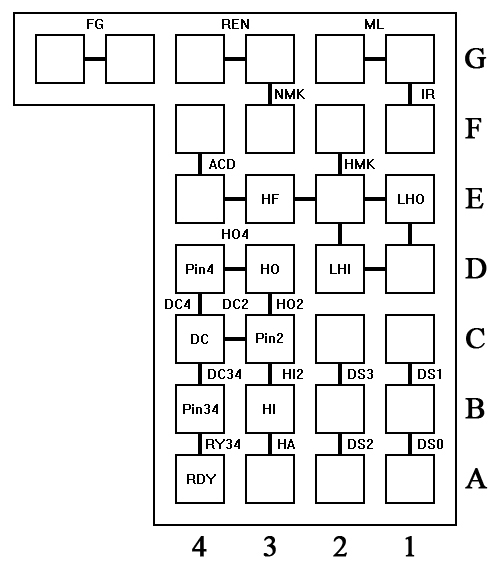 FG REN ML
G
NMK IR
F
ACD HMK
HF LHO E
HO4
Pin4 HO LHI D
DC4 DC2 HO2
DC Pin2 C
DC34 HI2 DS3 DS1
Pin34 HI B
RY34 HA DS2 DS0
RDY A
4 3 2 1